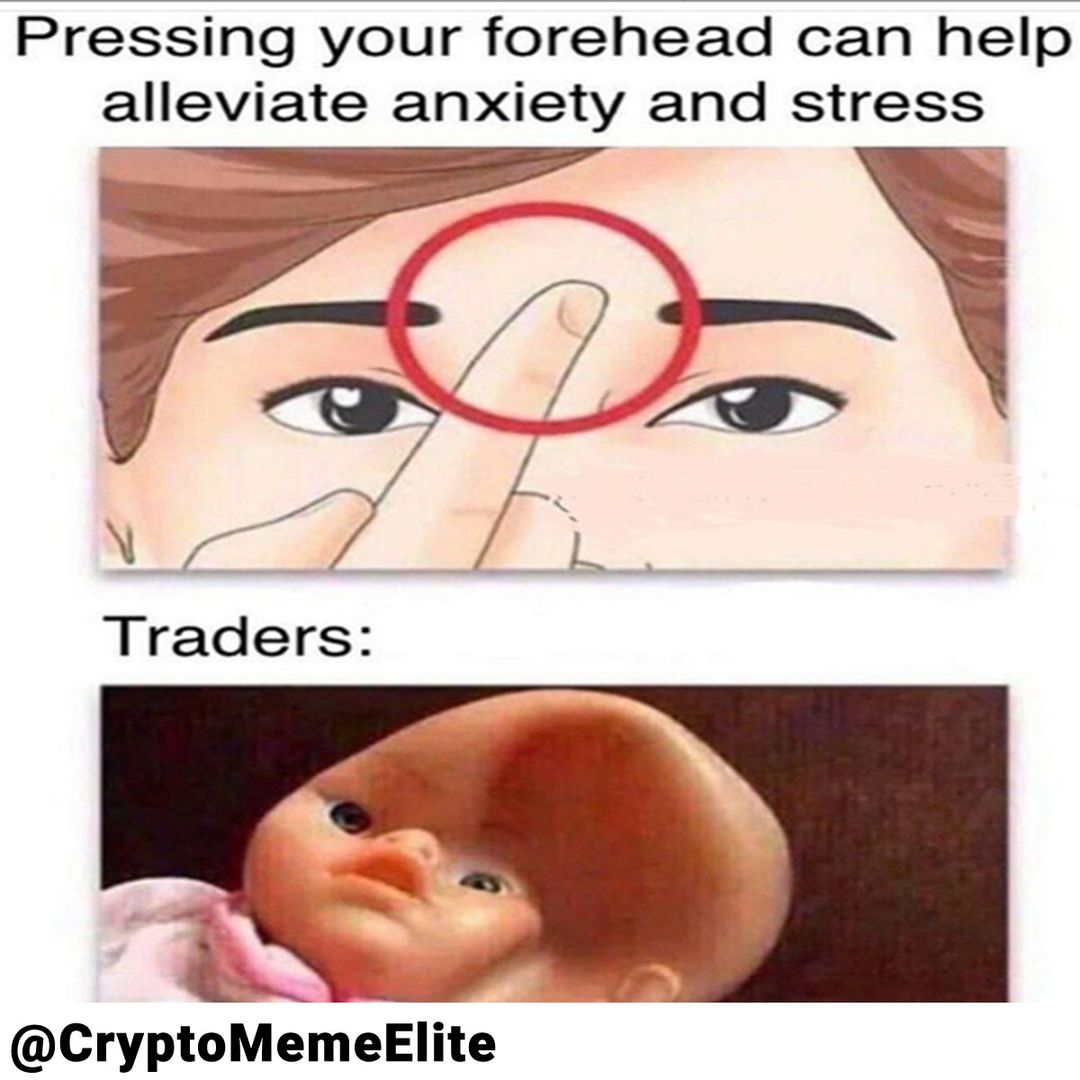 Pressing your forehead can help
alleviate anxiety and stress
Traders:
@CryptoMemeElite